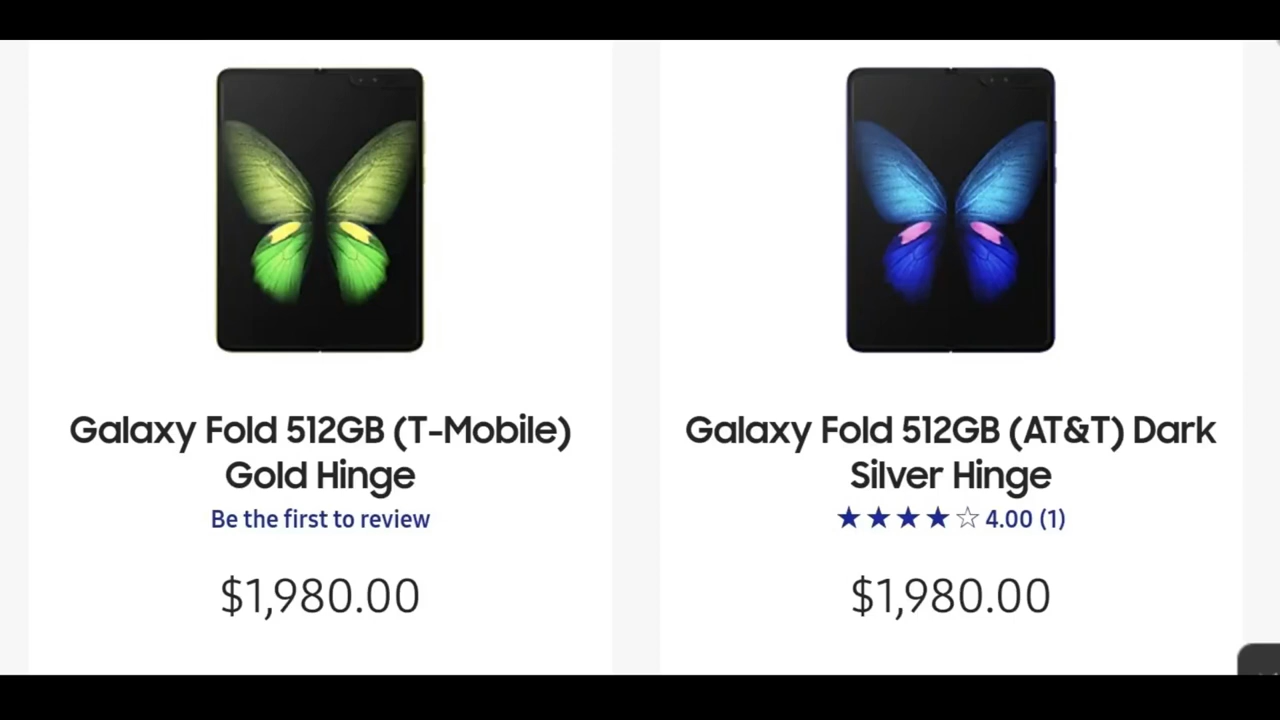 Galaxy Fold 512GB (T-Mobile)
Gold Hinge
Be the first to review
$1,980.00
Galaxy Fold 512GB (AT&T) Dark
Silver Hinge
4.00 (1)
$1,980.00